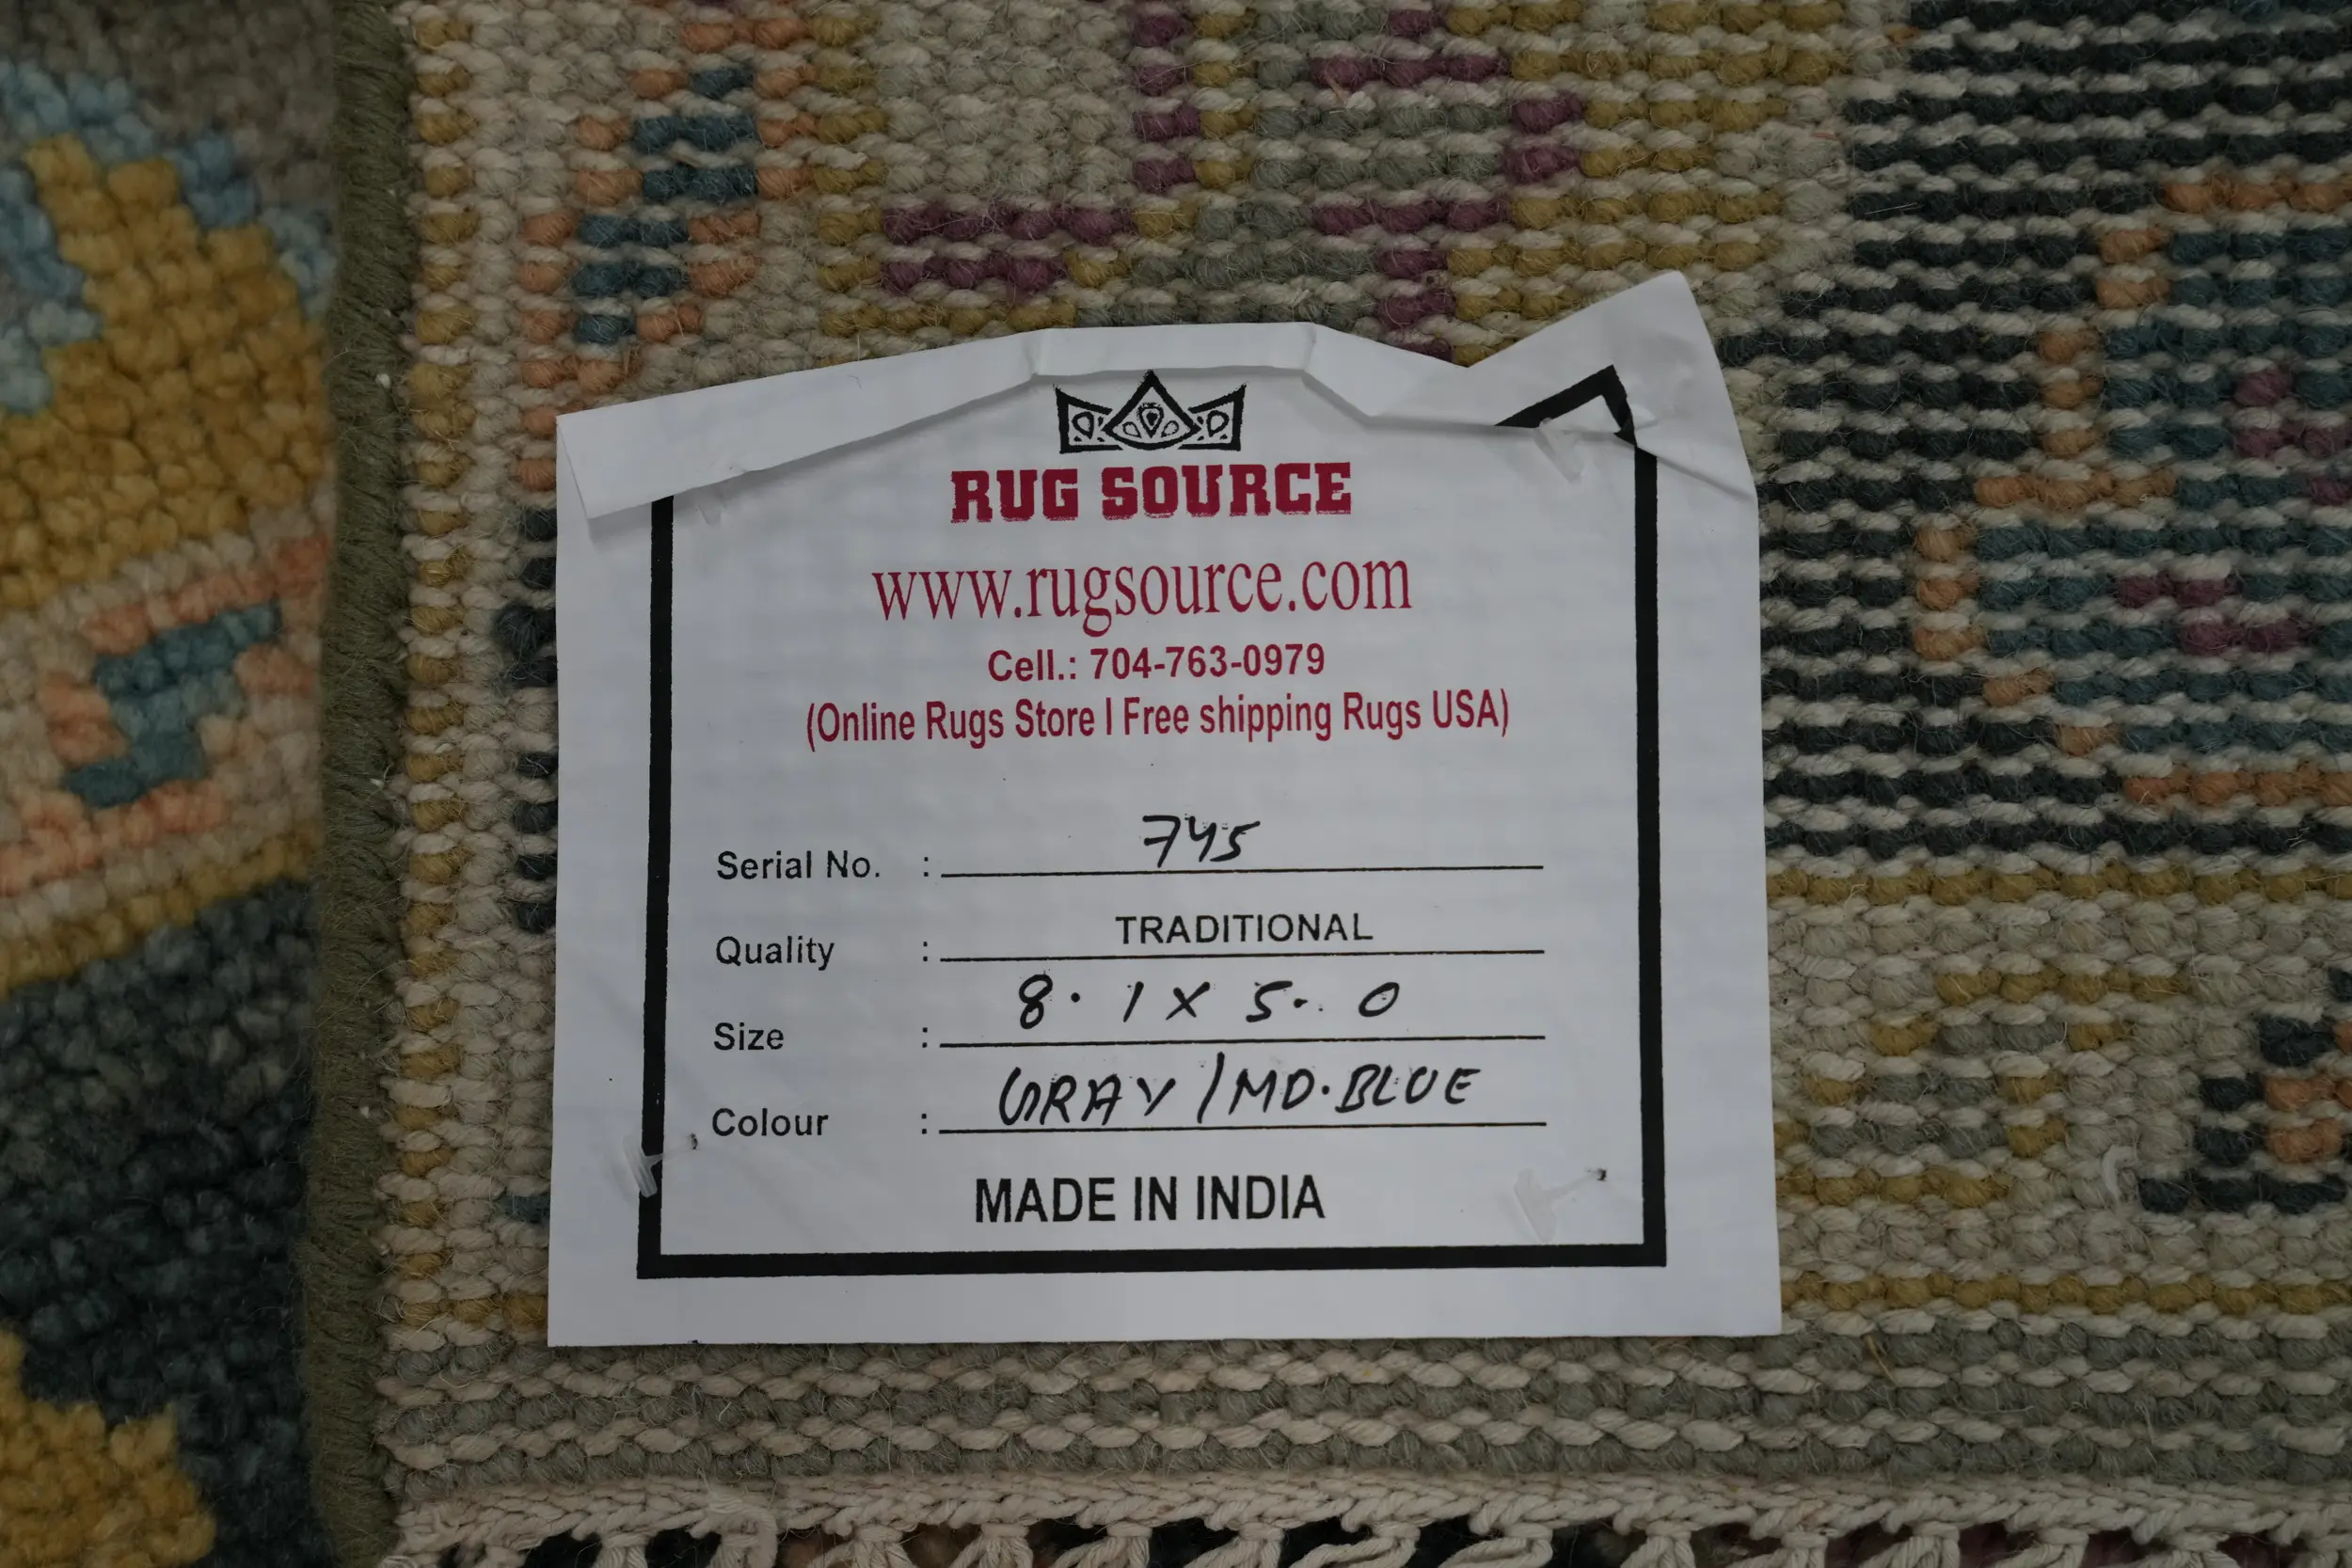 RUG SOURCE
www.rugsource.com
Cell.: 704-763-0979
(Online Rugs Store I Free shipping Rugs USA)
Serial No. : 745
Quality : TRADITIONAL
Size : 8.1 X 5.0
Colour : GRAY / MD.BLUE
MADE IN INDIA